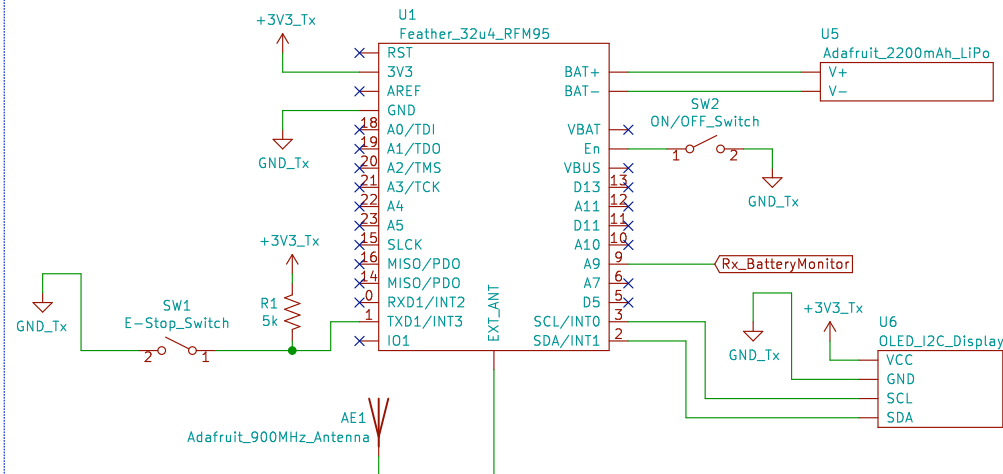 U1
Feather_32u4_RFM95
+3V3_Tx
RST
3V3
AREF
GND
GND_Tx
18 A0/TDI
19 A1/TDO
20 A2/TMS
21 A3/TCK
22 A4
23 A5
15 SLCK
16 MISO/PDO
14 MISO/PDO
0 RXD1/INT2
1 TXD1/INT3
IO1
EXT_ANT
BAT+
BAT-
VBAT
En
VBUS
D13 13
A11 12
D11 11
A10 10
A9 9
A7 6
D5 5
SCL/INT0 3
SDA/INT1 2
U5
Adafruit_2200mAh_LiPo
V+
V-
SW2
ON/OFF_Switch
1 2
GND_Tx
Rx_BatteryMonitor
+3V3_Tx
R1
5k
GND_Tx
SW1
E-Stop_Switch
2 1
GND_Tx
+3V3_Tx
U6
OLED_I2C_Display
VCC
GND
SCL
SDA
AE1
Adafruit_900MHz_Antenna